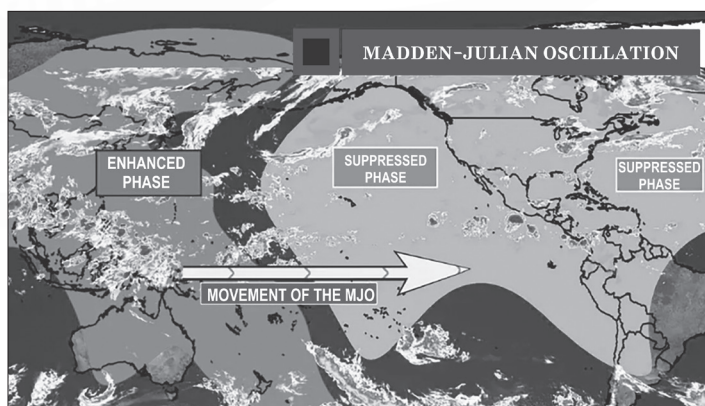 MADDEN-JULIAN OSCILLATION
ENHANCED
PHASE
SUPPRESSED
PHASE
SUPPRESSED
PHASE
MOVEMENT OF THE MJO